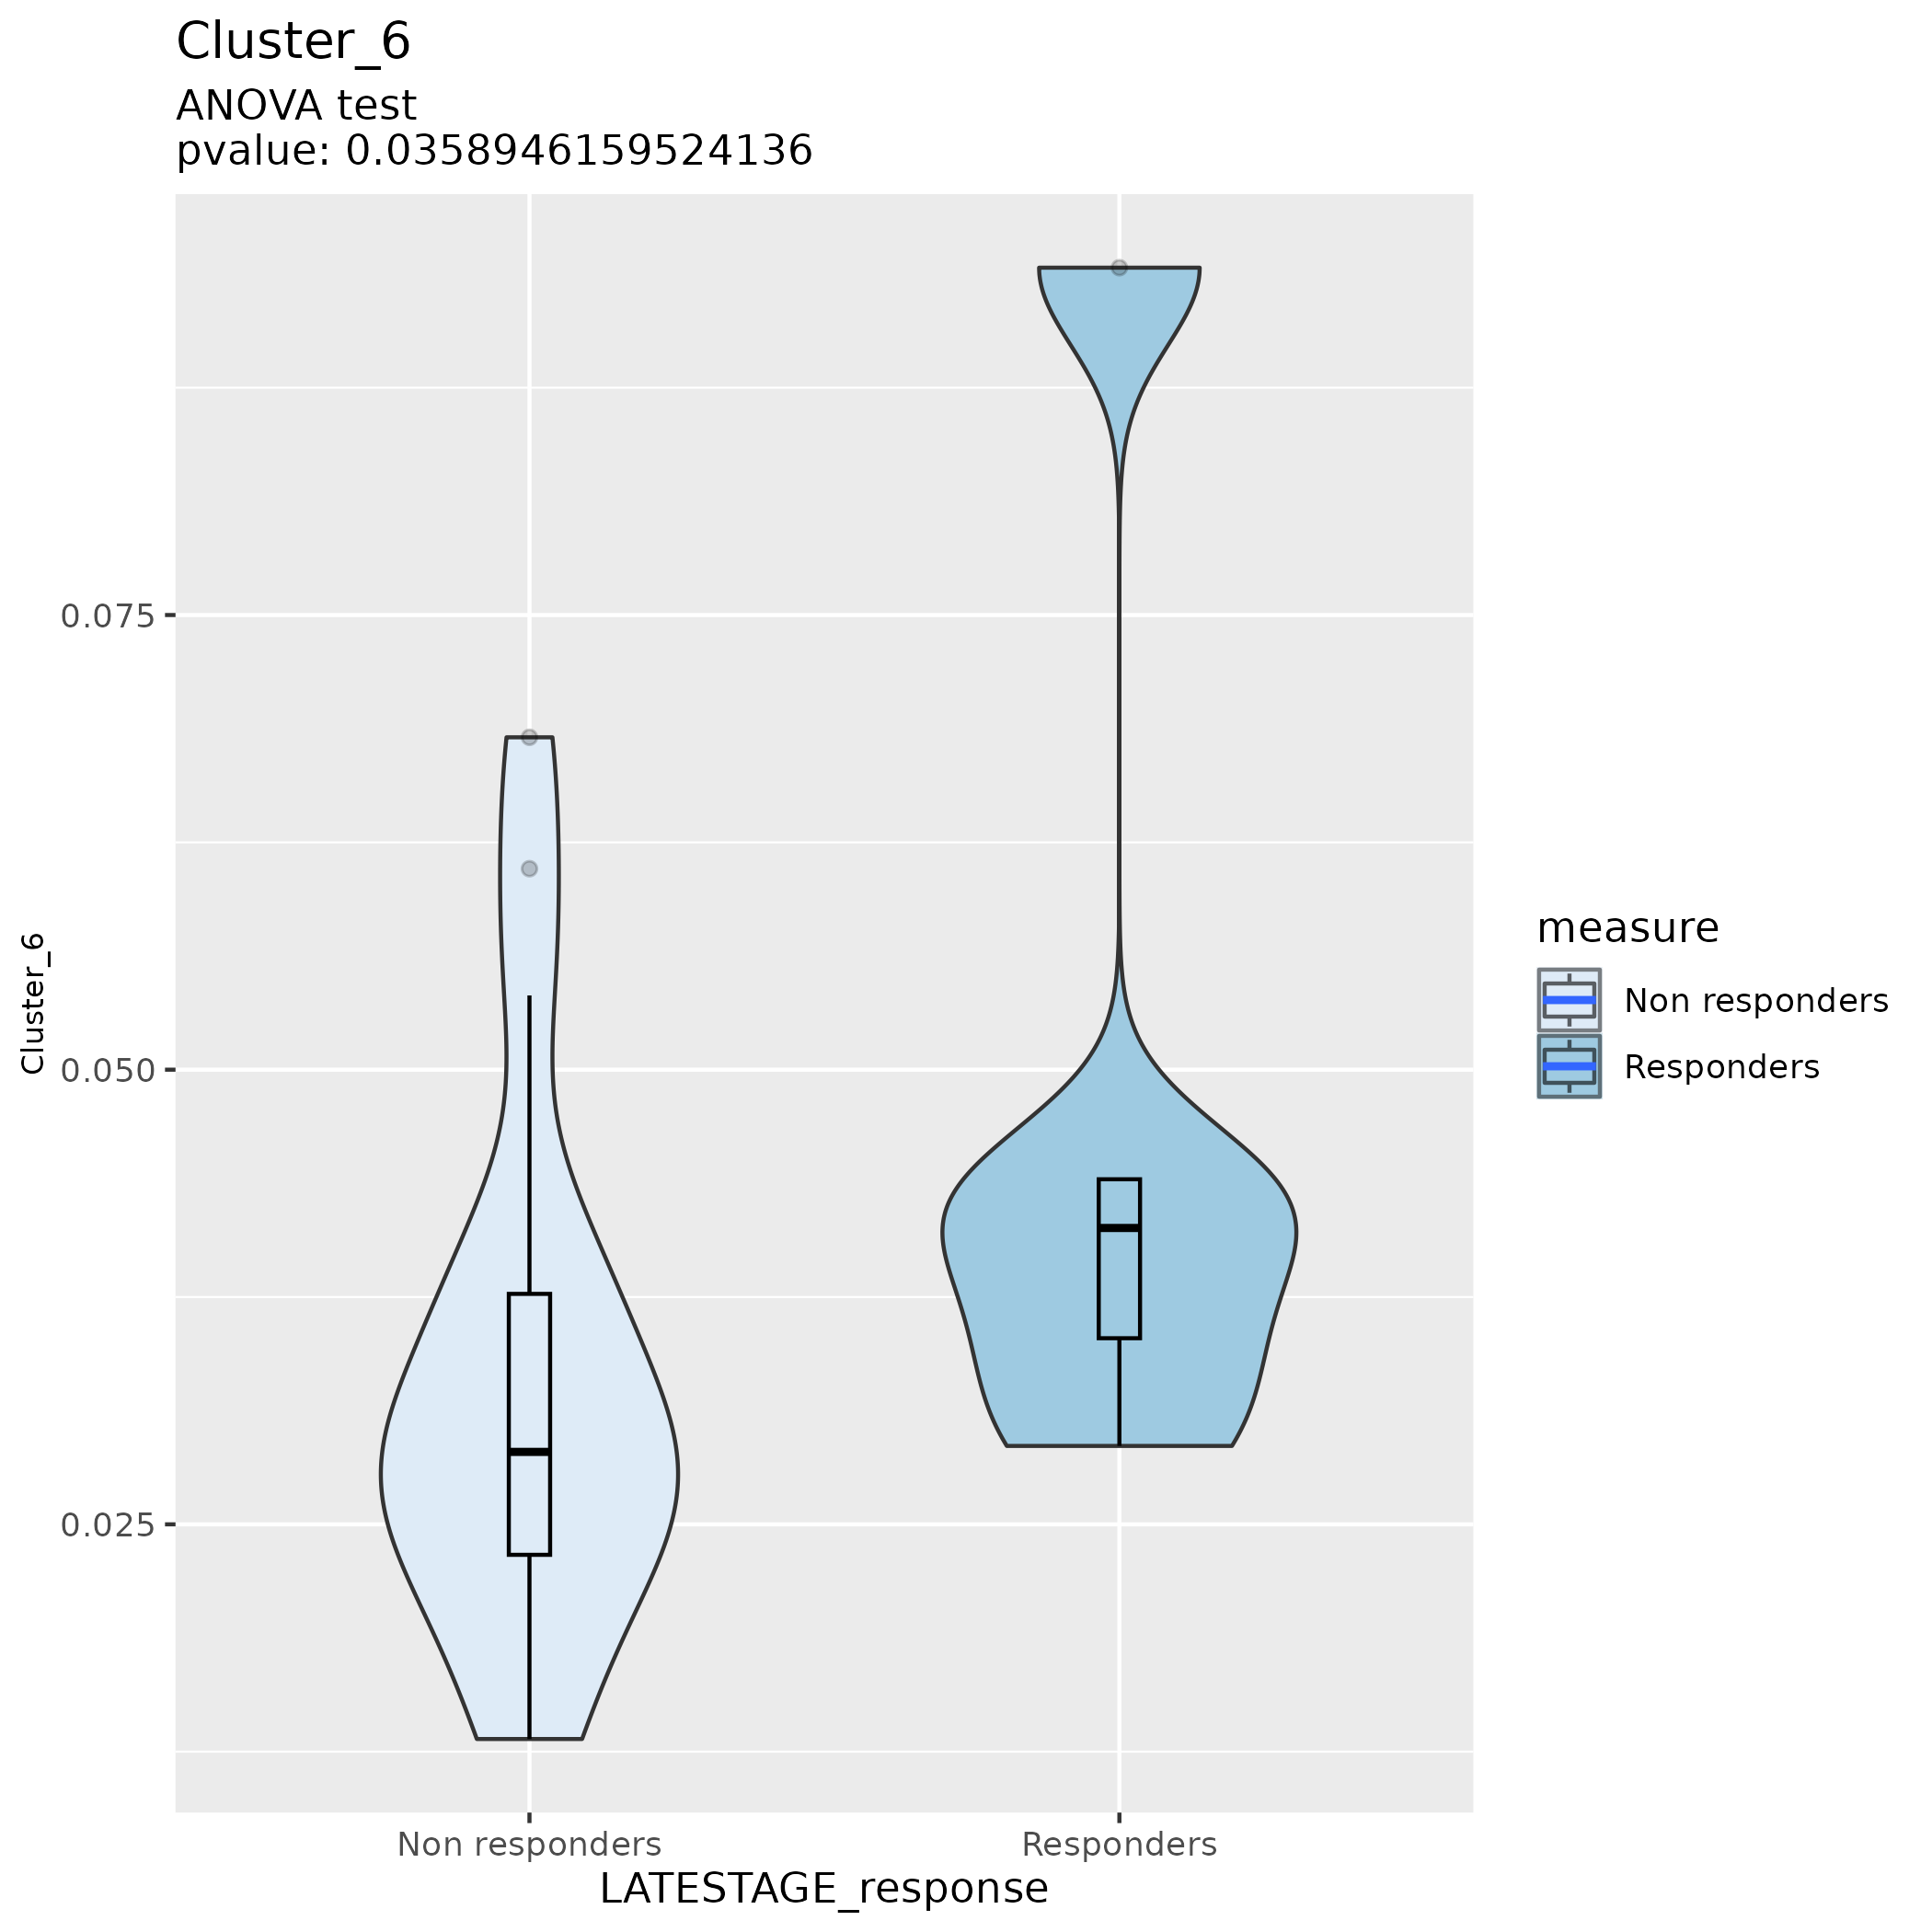 Cluster_6
ANOVA test
pvalue: 0.0358946159524136
0.075
0.050
0.025
Cluster_6
Non responders
Responders
LATESTAGE_response
measure
Non responders
Responders